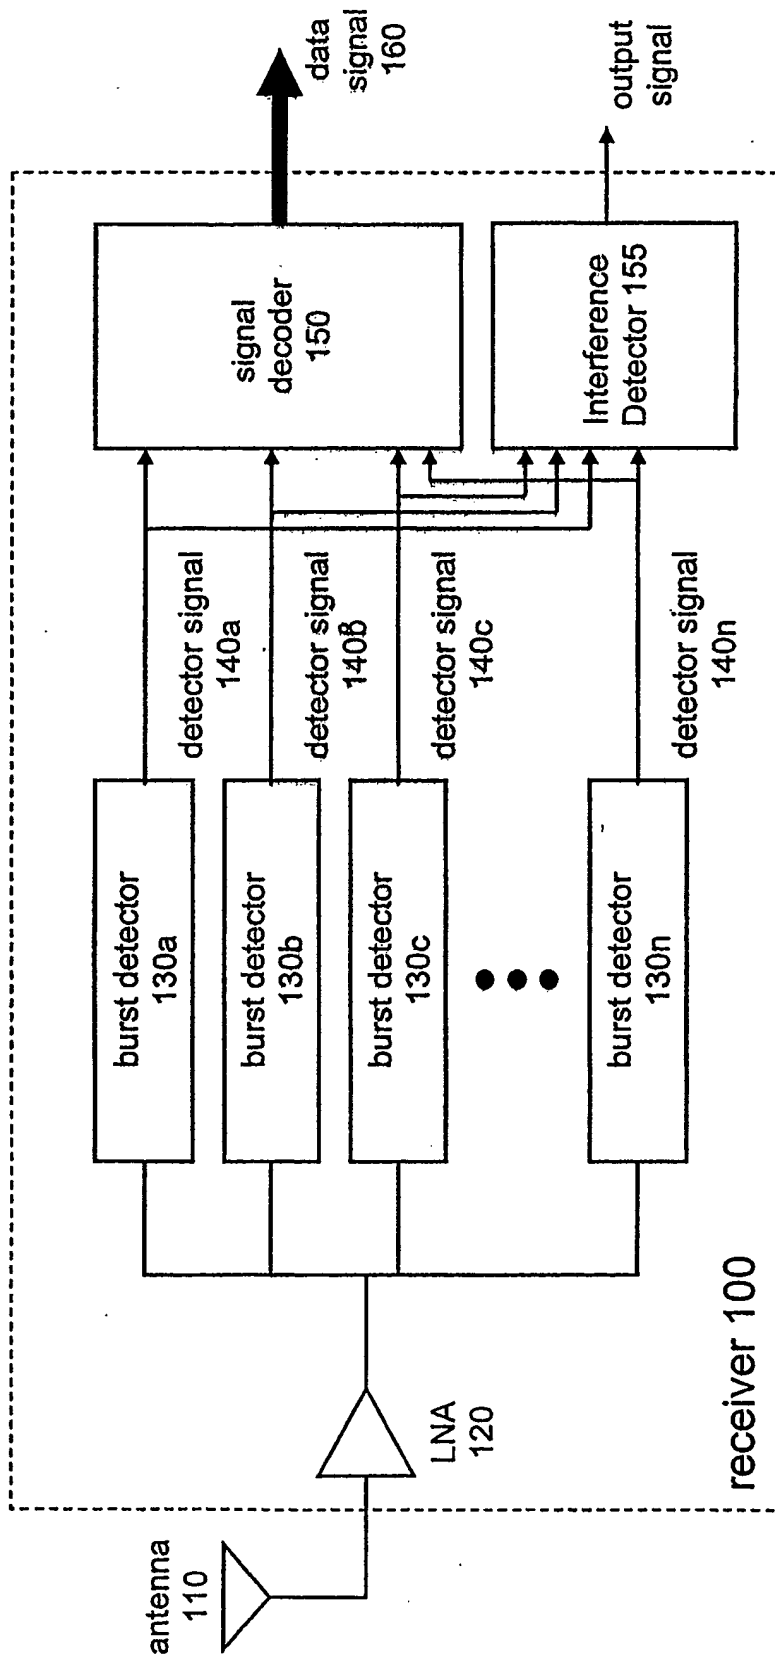 antenna
110
LNA
120
receiver 100
burst detector
130a
burst detector
130b
burst detector
130c
burst detector
130n
detector signal
140a
detector signal
140b
detector signal
140c
detector signal
140n
signal
decoder
150
Interference
Detector 155
data
signal
160
output
signal